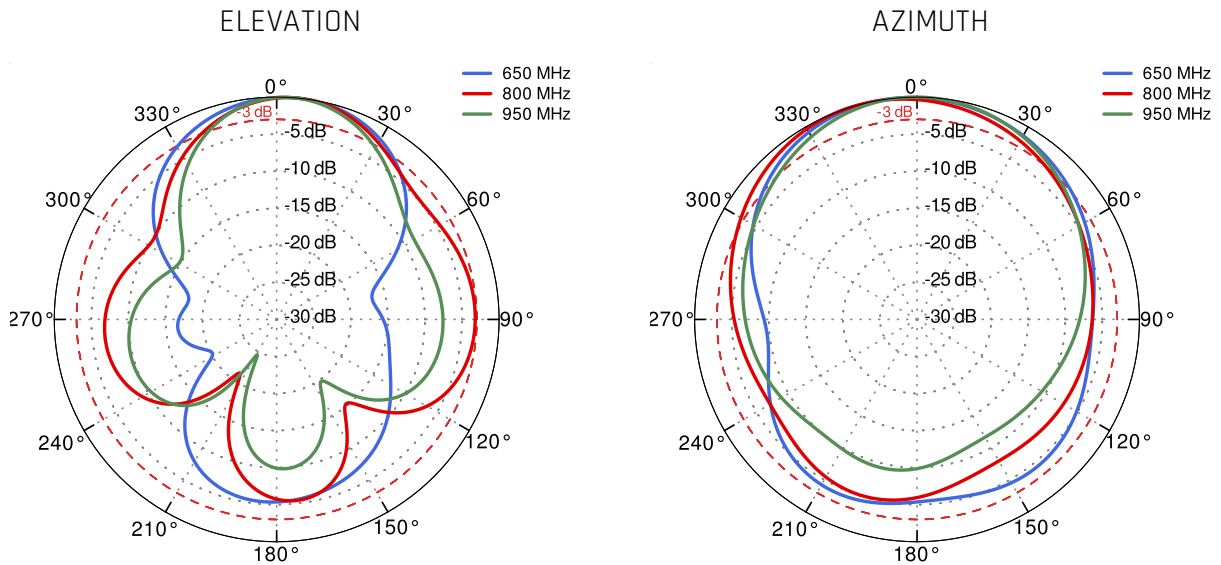 ELEVATION
650 MHz
800 MHz
950 MHz
0°
30°
60°
90°
120°
150°
180°
210°
240°
270°
300°
330°
-3 dB
-5 dB
-10 dB
-15 dB
-20 dB
-25 dB
-30 dB
AZIMUTH
650 MHz
800 MHz
950 MHz
0°
30°
60°
90°
120°
150°
180°
210°
240°
270°
300°
330°
-3 dB
-5 dB
-10 dB
-15 dB
-20 dB
-25 dB
-30 dB